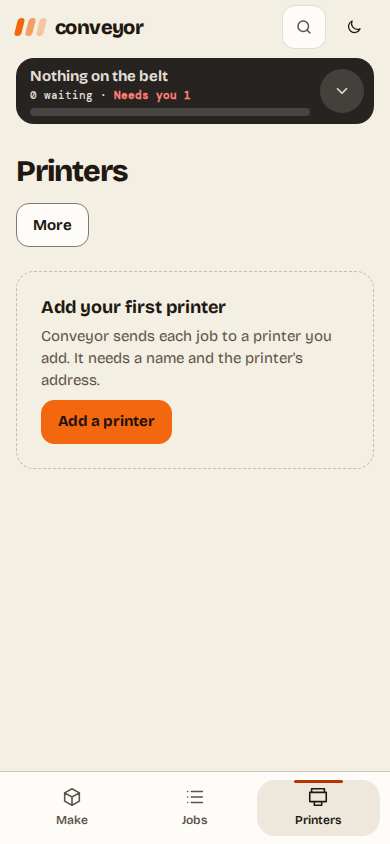 conveyor
Nothing on the belt
0 waiting · Needs you 1
Printers
More
Add your first printer
Conveyor sends each job to a printer you
add. It needs a name and the printer's
address.
Add a printer
Make
Jobs
Printers